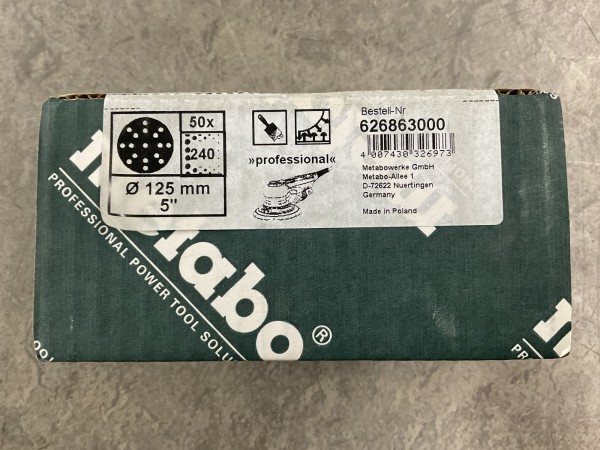 50x
240
Ø 125 mm
5"
»professional«
Bestell-Nr
626863000
4 007430 326973
Metabowerke GmbH
Metabo-Allee 1
D-72622 Nuertingen
Germany
Made in Poland
metabo®
PROFESSIONAL POWER TOOL SOLU